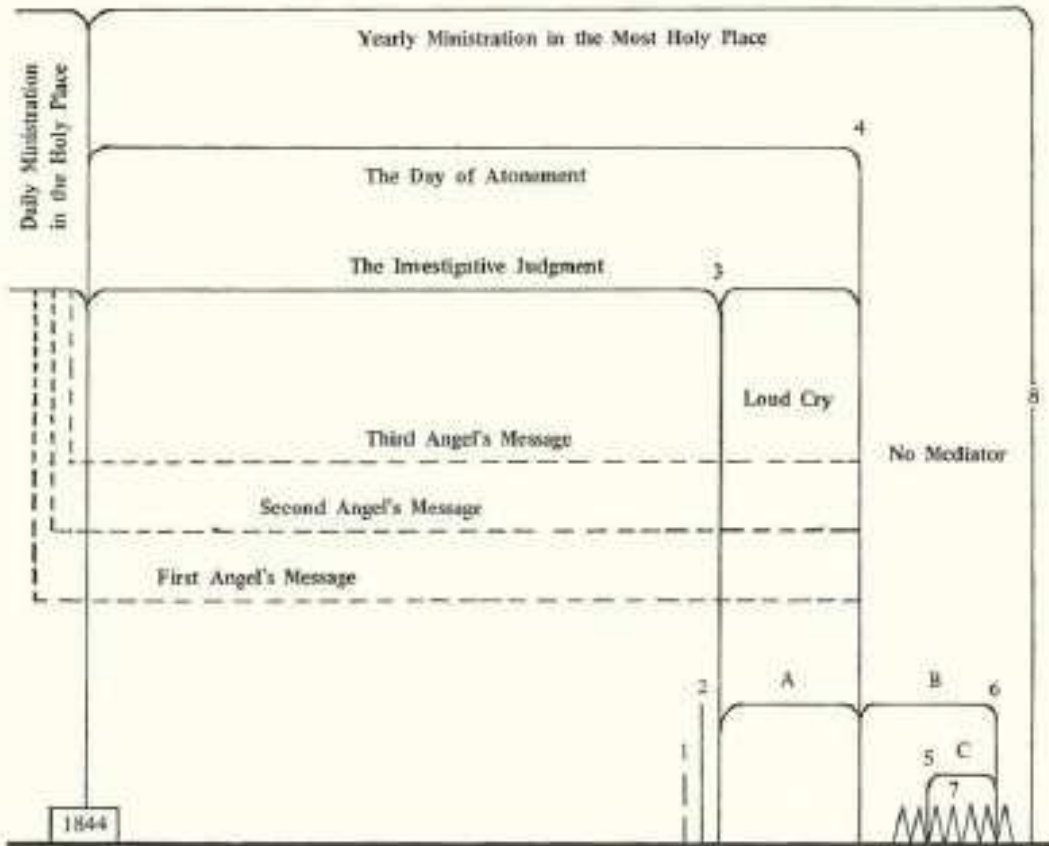 Yearly Ministration in the Most Holy Place
Daily Ministration
in the Holy Place
4
The Day of Atonement
The Investigative Judgment
3
Loud Cry
8
Third Angel's Message
No Mediator
Second Angel's Message
First Angel's Message
A
B
2
6
1
5
C
7
1844